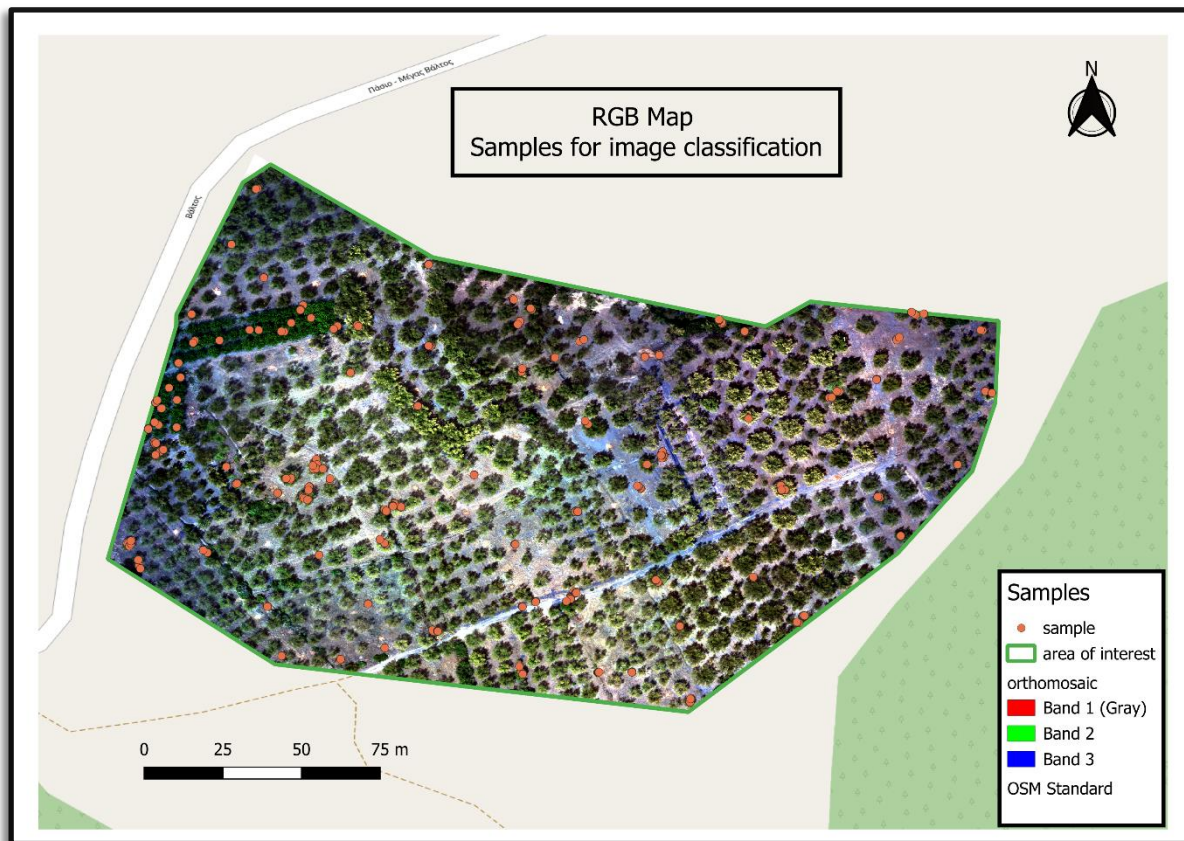 Πάσιο - Μέγας Βάλτος
Βάλτος
RGB Map
Samples for image classification
N
0 25 50 75 m
Samples
sample
area of interest
orthomosaic
Band 1 (Gray)
Band 2
Band 3
OSM Standard